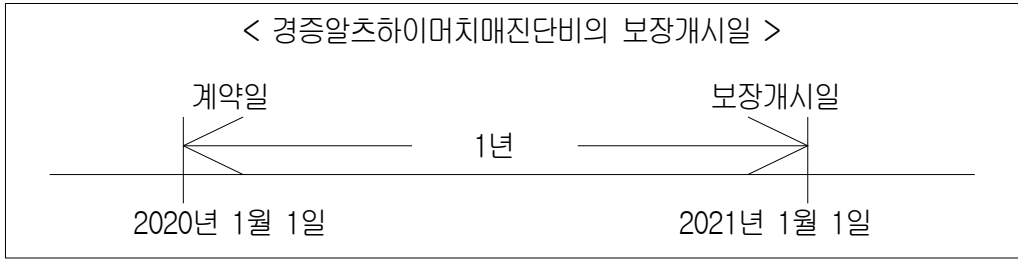 < 경증알츠하이머치매진단비의 보장개시일 >
계약일 보장개시일
1년
2020년 1월 1일 2021년 1월 1일